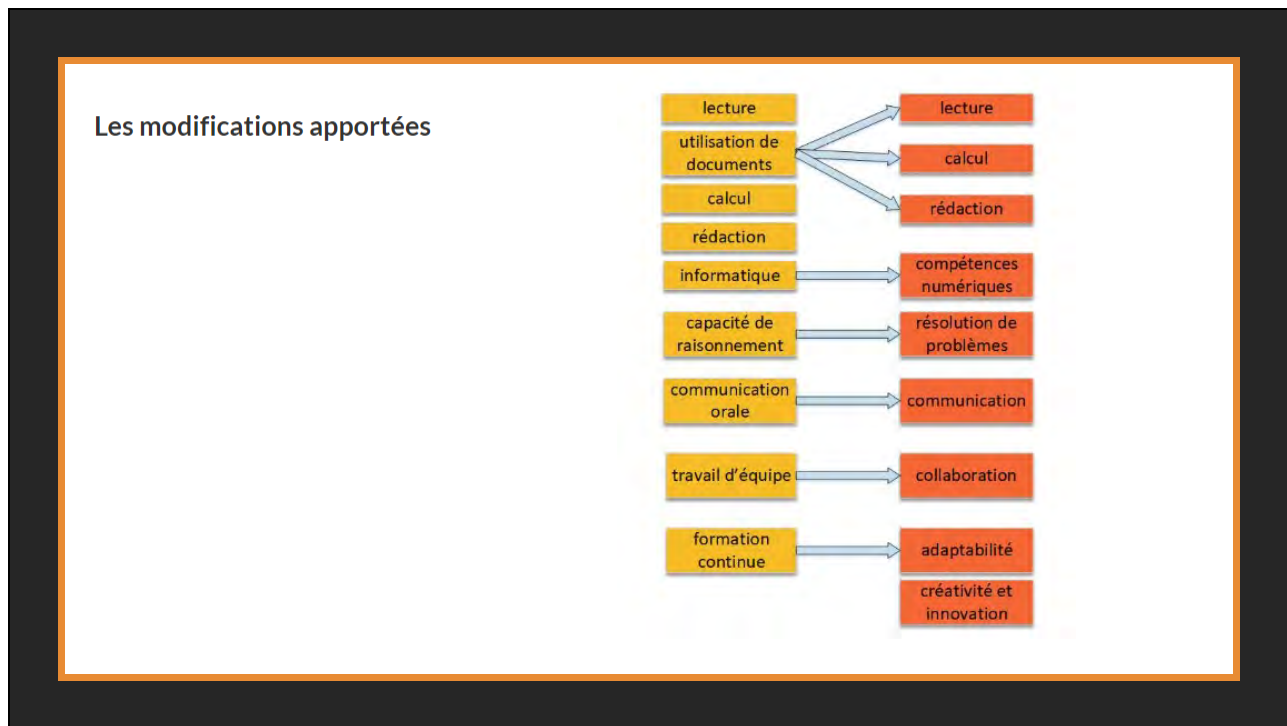 Les modifications apportées
lecture
utilisation de
documents
calcul
rédaction
informatique
capacité de
raisonnement
communication
orale
travail d'équipe
formation
continue
lecture
calcul
rédaction
compétences
numériques
résolution de
problèmes
communication
collaboration
adaptabilité
créativité et
innovation